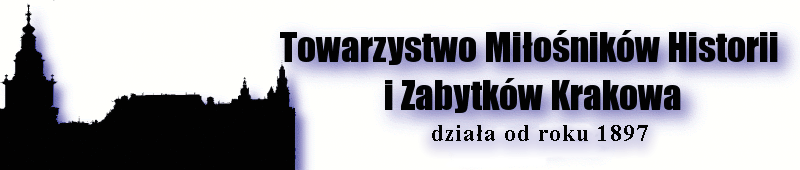 Towarzystwo Miłośników Historii
i Zabytków Krakowa
działa od roku 1897